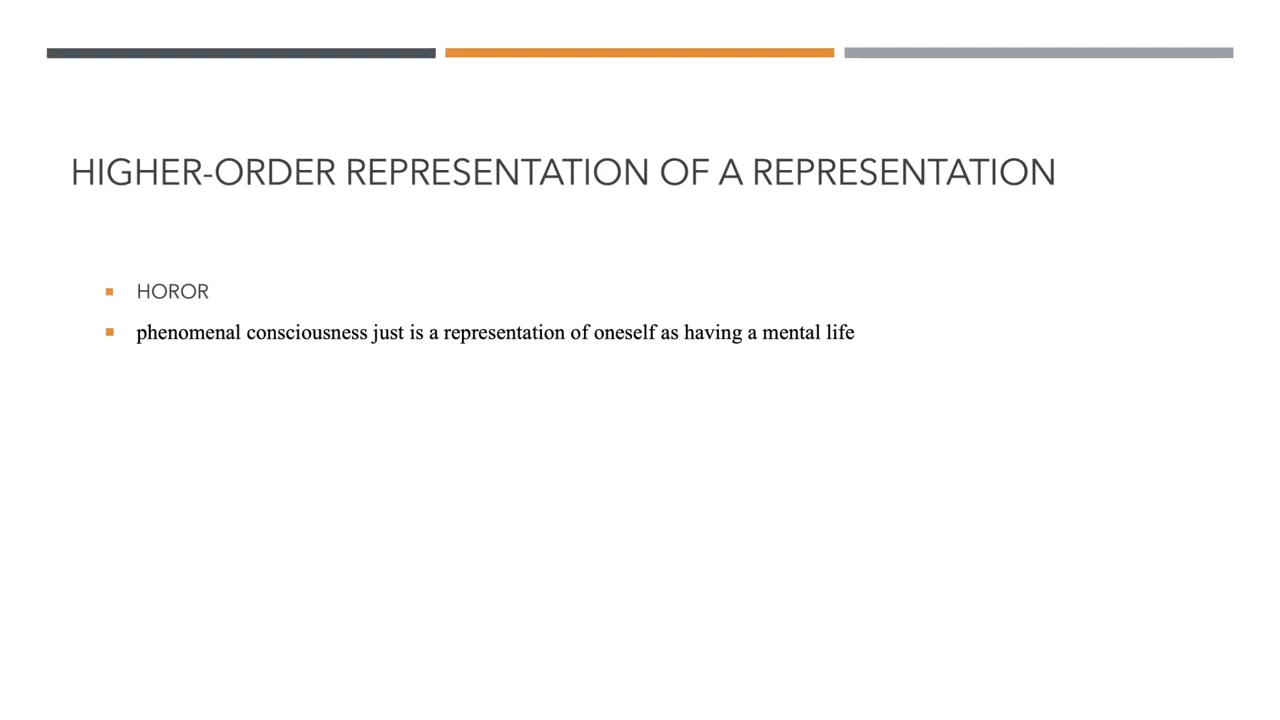 HIGHER-ORDER REPRESENTATION OF A REPRESENTATION
HOROR
phenomenal consciousness just is a representation of oneself as having a mental life